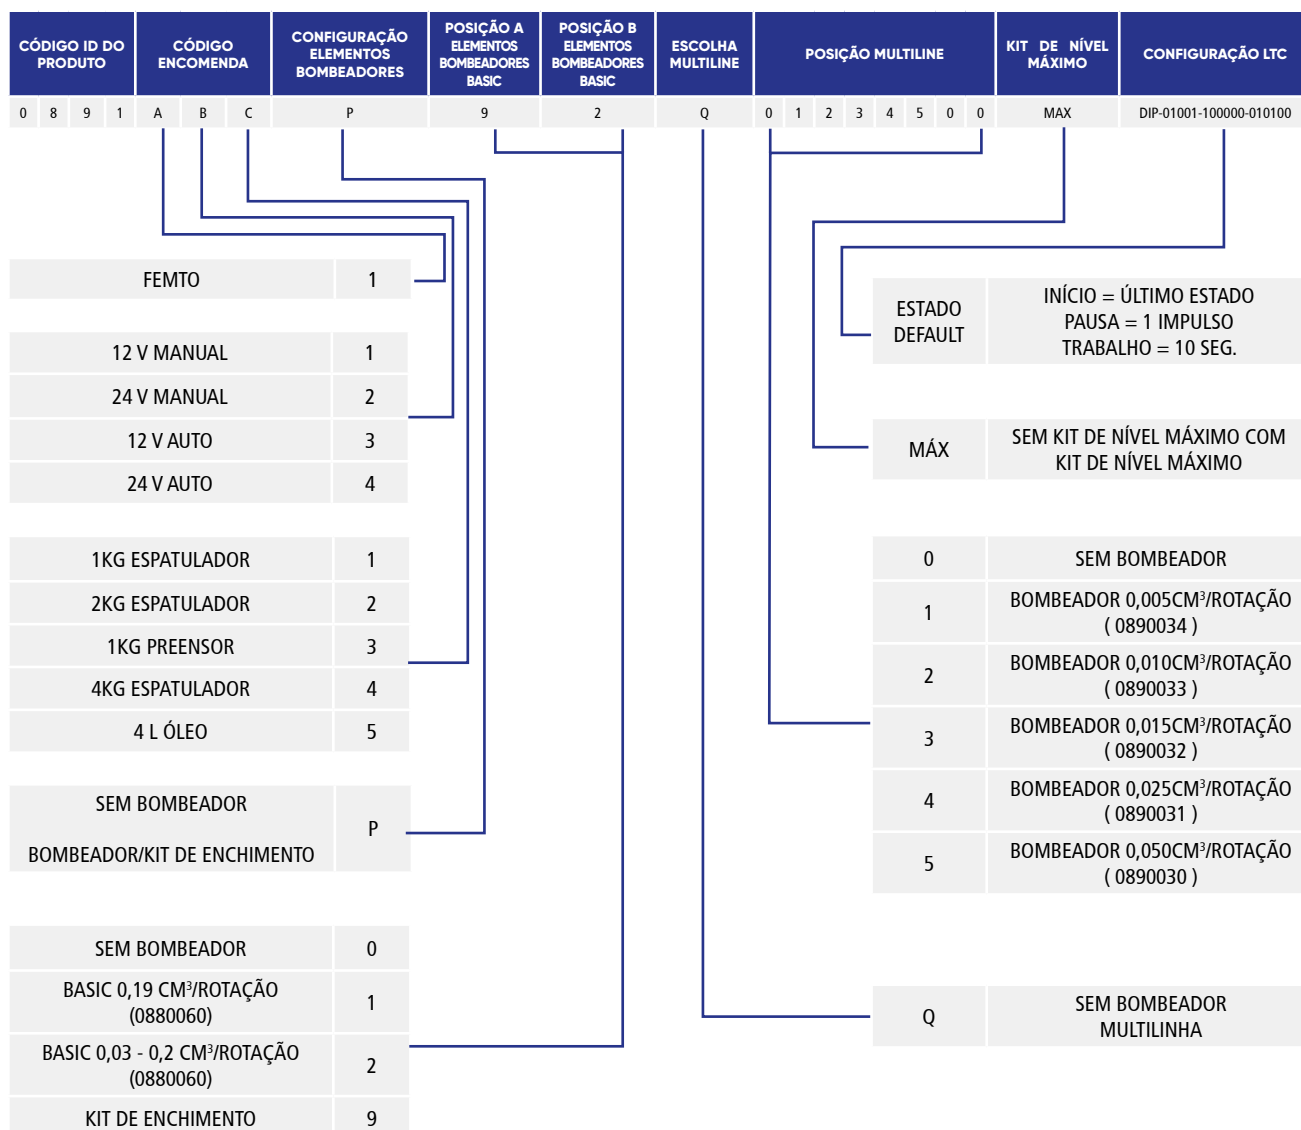 CÓDIGO ID DO
PRODUTO
CÓDIGO
ENCOMENDA
CONFIGURAÇÃO
ELEMENTOS
BOMBEADORES
POSIÇÃO A
ELEMENTOS
BOMBEADORES
BASIC
POSIÇÃO B
ELEMENTOS
BOMBEADORES
BASIC
ESCOLHA
MULTILINE
POSIÇÃO MULTILINE
KIT DE NÍVEL
MÁXIMO
CONFIGURAÇÃO LTC
0 8 9 1 A B C P 9 2 Q 0 1 2 3 4 5 0 0 MAX DIP-01001-100000-010100
FEMTO 1
12 V MANUAL 1
24 V MANUAL 2
12 V AUTO 3
24 V AUTO 4
1KG ESPATULADOR 1
2KG ESPATULADOR 2
1KG PREENSOR 3
4KG ESPATULADOR 4
4 L ÓLEO 5
SEM BOMBEADOR
BOMBEADOR/KIT DE ENCHIMENTO
P
SEM BOMBEADOR 0
BASIC 0,19 CM³/ROTAÇÃO
(0880060)
1
BASIC 0,03 - 0,2 CM³/ROTAÇÃO
(0880060)
2
KIT DE ENCHIMENTO 9
ESTADO
DEFAULT
INÍCIO = ÚLTIMO ESTADO
PAUSA = 1 IMPULSO
TRABALHO = 10 SEG.
MÁX
SEM KIT DE NÍVEL MÁXIMO COM
KIT DE NÍVEL MÁXIMO
0 SEM BOMBEADOR
1
BOMBEADOR 0,005CM³/ROTAÇÃO
( 0890034 )
2
BOMBEADOR 0,010CM³/ROTAÇÃO
( 0890033 )
3
BOMBEADOR 0,015CM³/ROTAÇÃO
( 0890032 )
4
BOMBEADOR 0,025CM³/ROTAÇÃO
( 0890031 )
5
BOMBEADOR 0,050CM³/ROTAÇÃO
( 0890030 )
Q
SEM BOMBEADOR
MULTILINHA